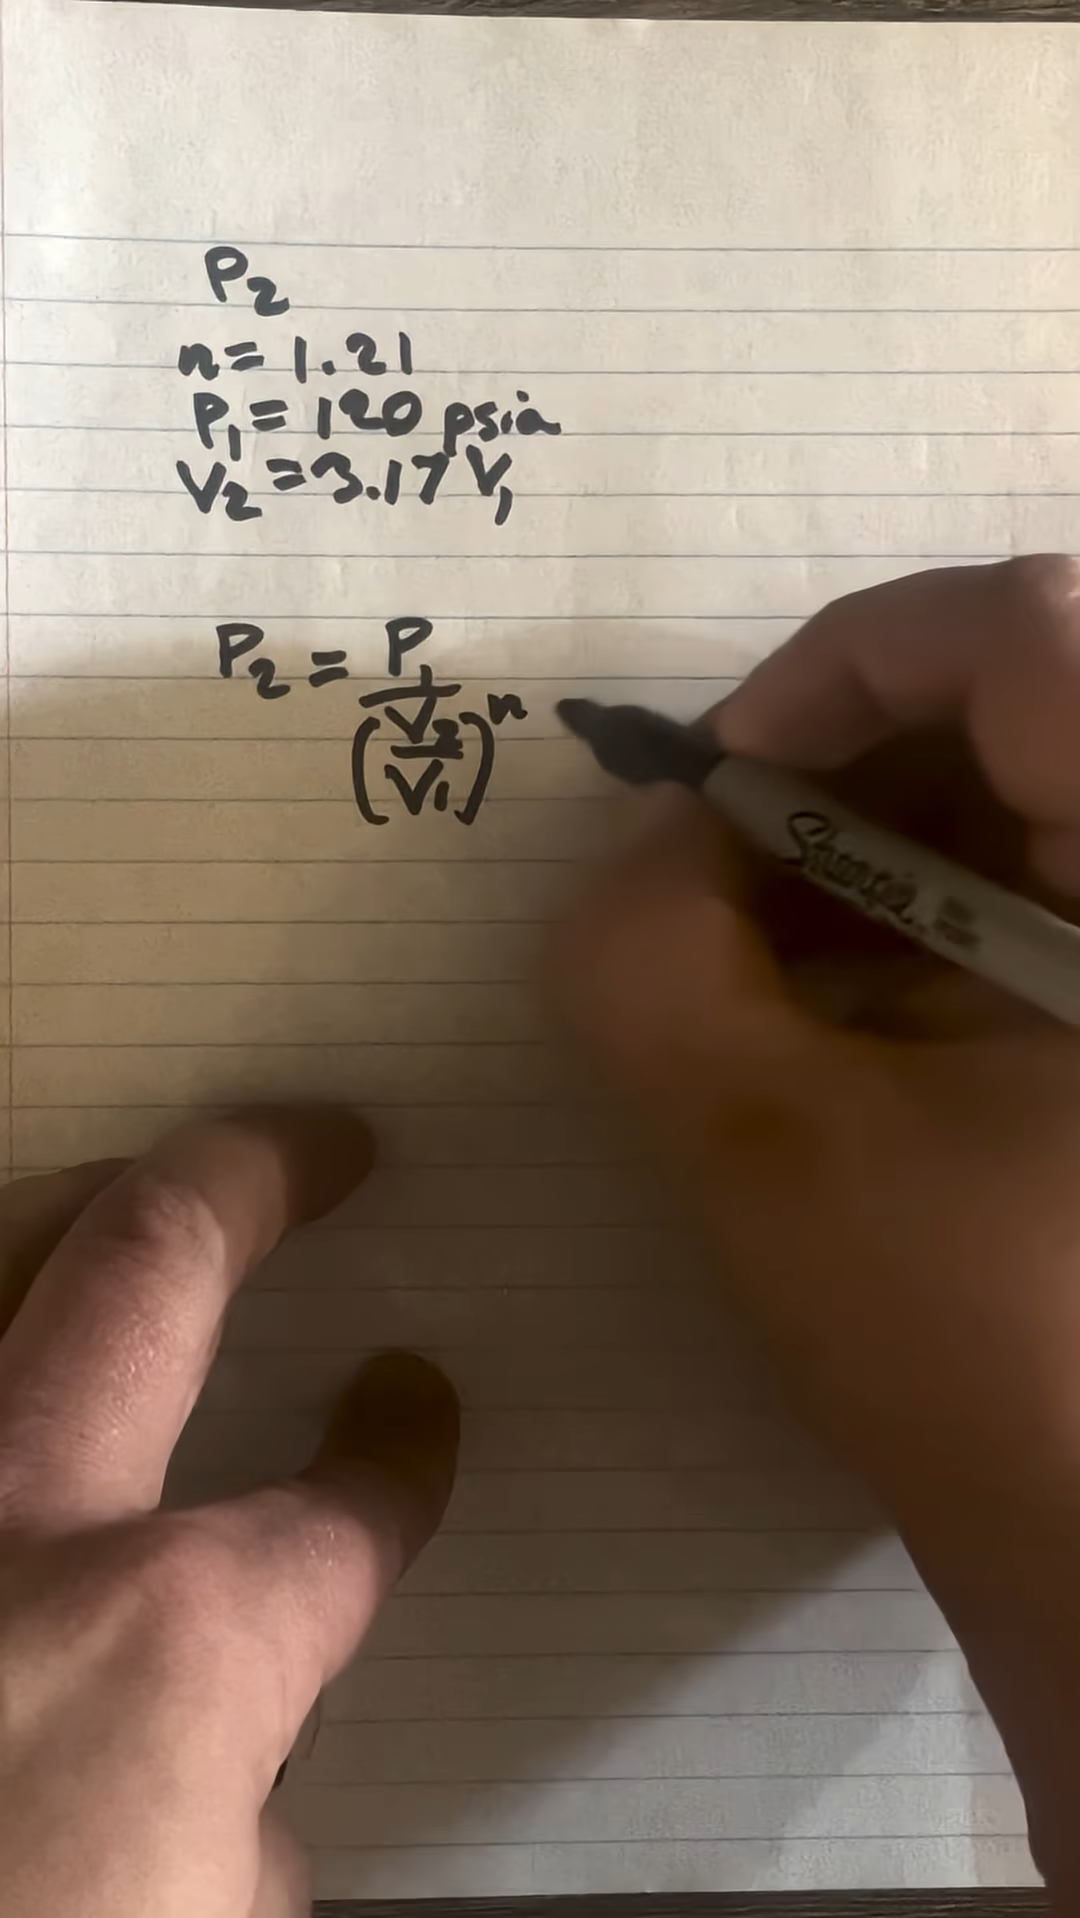 P₂
n = 1.21
P₁ = 120 psia
V₂ = 3.17 V₁
P₂ = P₁ / (V₂ / V₁)ⁿ
Sharpie